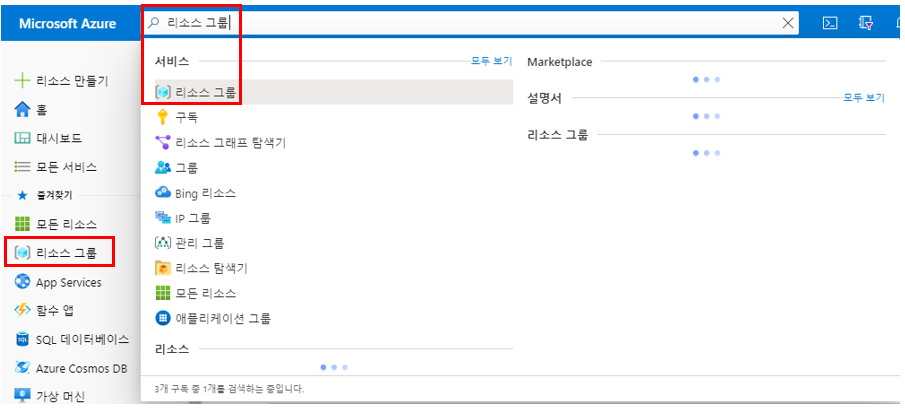 Microsoft Azure
리소스 그룹
리소스 만들기
홈
대시보드
모든 서비스
즐겨찾기
모든 리소스
리소스 그룹
App Services
함수 앱
SQL 데이터베이스
Azure Cosmos DB
가상 머신
서비스
모두 보기
리소스 그룹
구독
리소스 그래프 탐색기
그룹
Bing 리소스
IP 그룹
관리 그룹
리소스 탐색기
모든 리소스
애플리케이션 그룹
리소스
3개 구독 중 1개를 검색하는 중입니다.
Marketplace
설명서
모두 보기
리소스 그룹